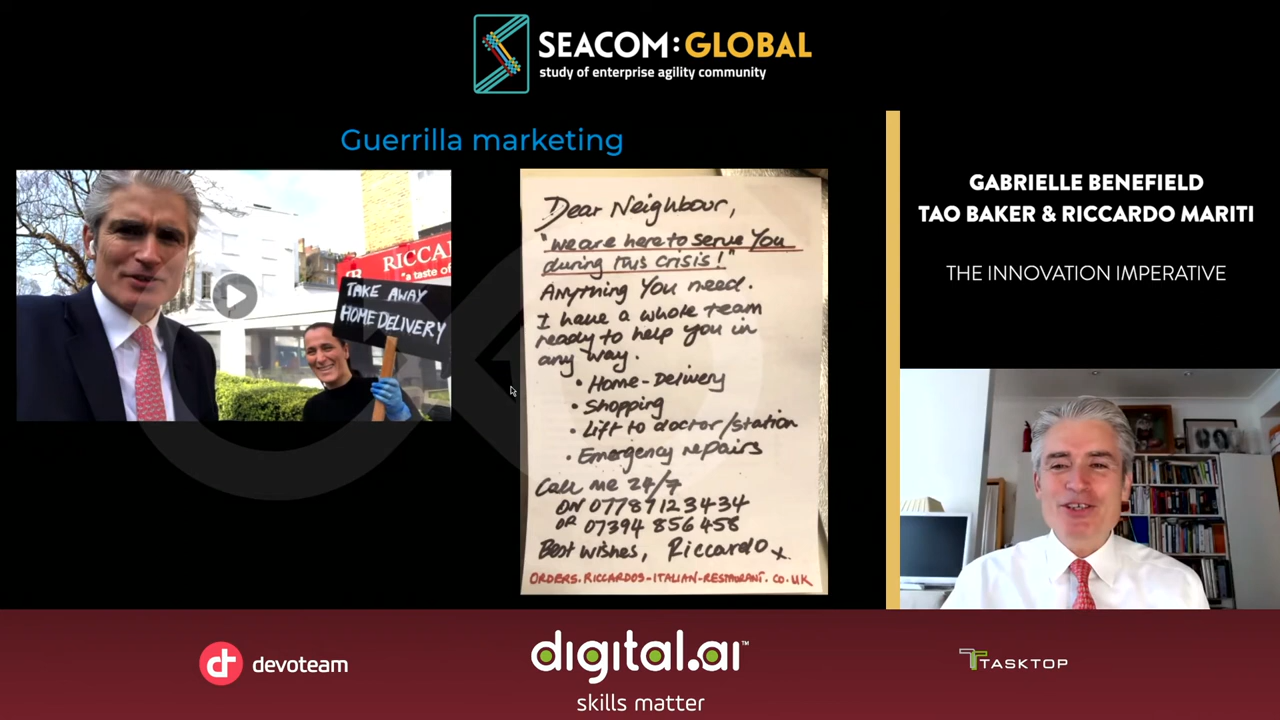 SEACOM:GLOBAL
study of enterprise agility community
Guerrilla marketing
RICCA
"a taste of
TAKE AWAY
HOME DELIVERY
Dear Neighbour,
"we are here to serve You
during this crisis!"
Anything You need.
I have a whole team
ready to help you in
any way.
• Home-Delivery
• Shopping
• Lift to doctor/station
• Emergency repairs
Call me 24/7
ON 07789123434
OR 07394 856458
Best wishes, Riccardo x
ORDERS.RICCARDOS-ITALIAN-RESTAURANT.CO.UK
GABRIELLE BENEFIELD
TAO BAKER & RICCARDO MARITI
THE INNOVATION IMPERATIVE
devoteam
digital.ai™
skills matter
TASKTOP